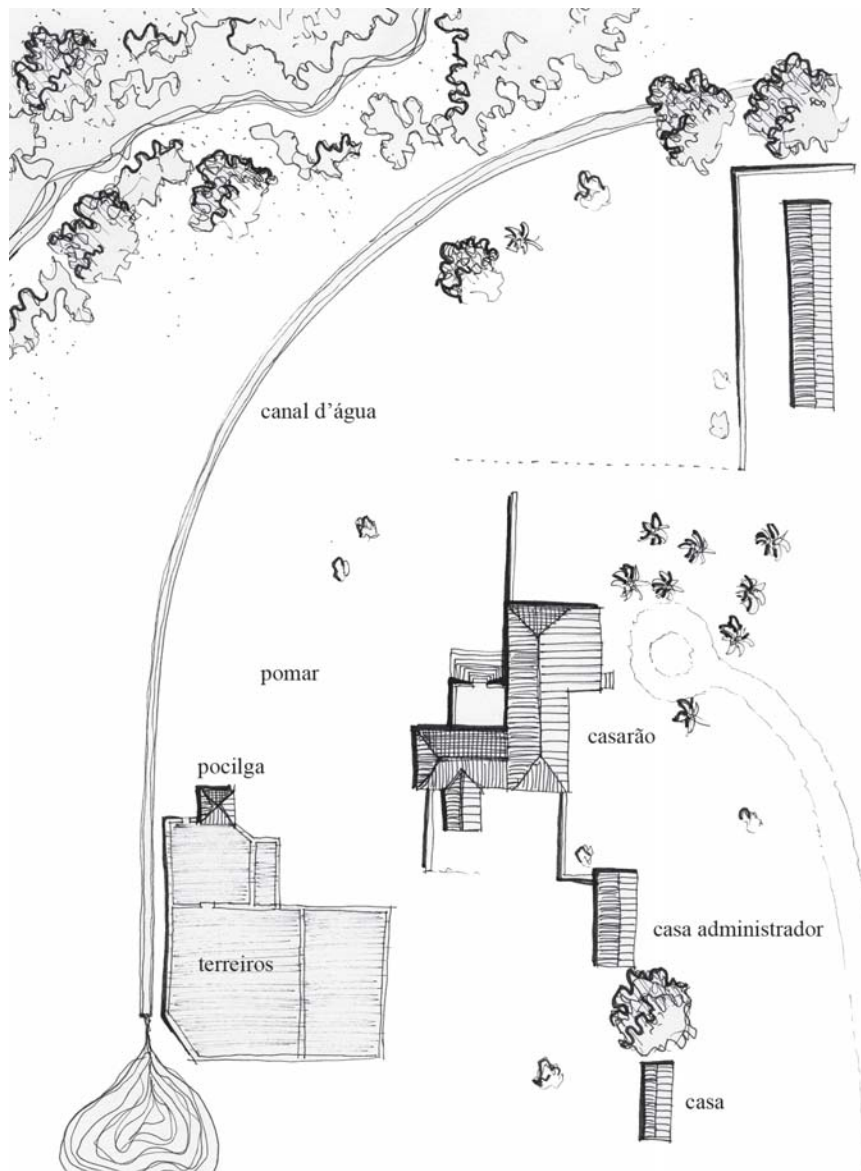 canal d'água
pomar
casarão
pocilga
casa administrador
terreiros
casa